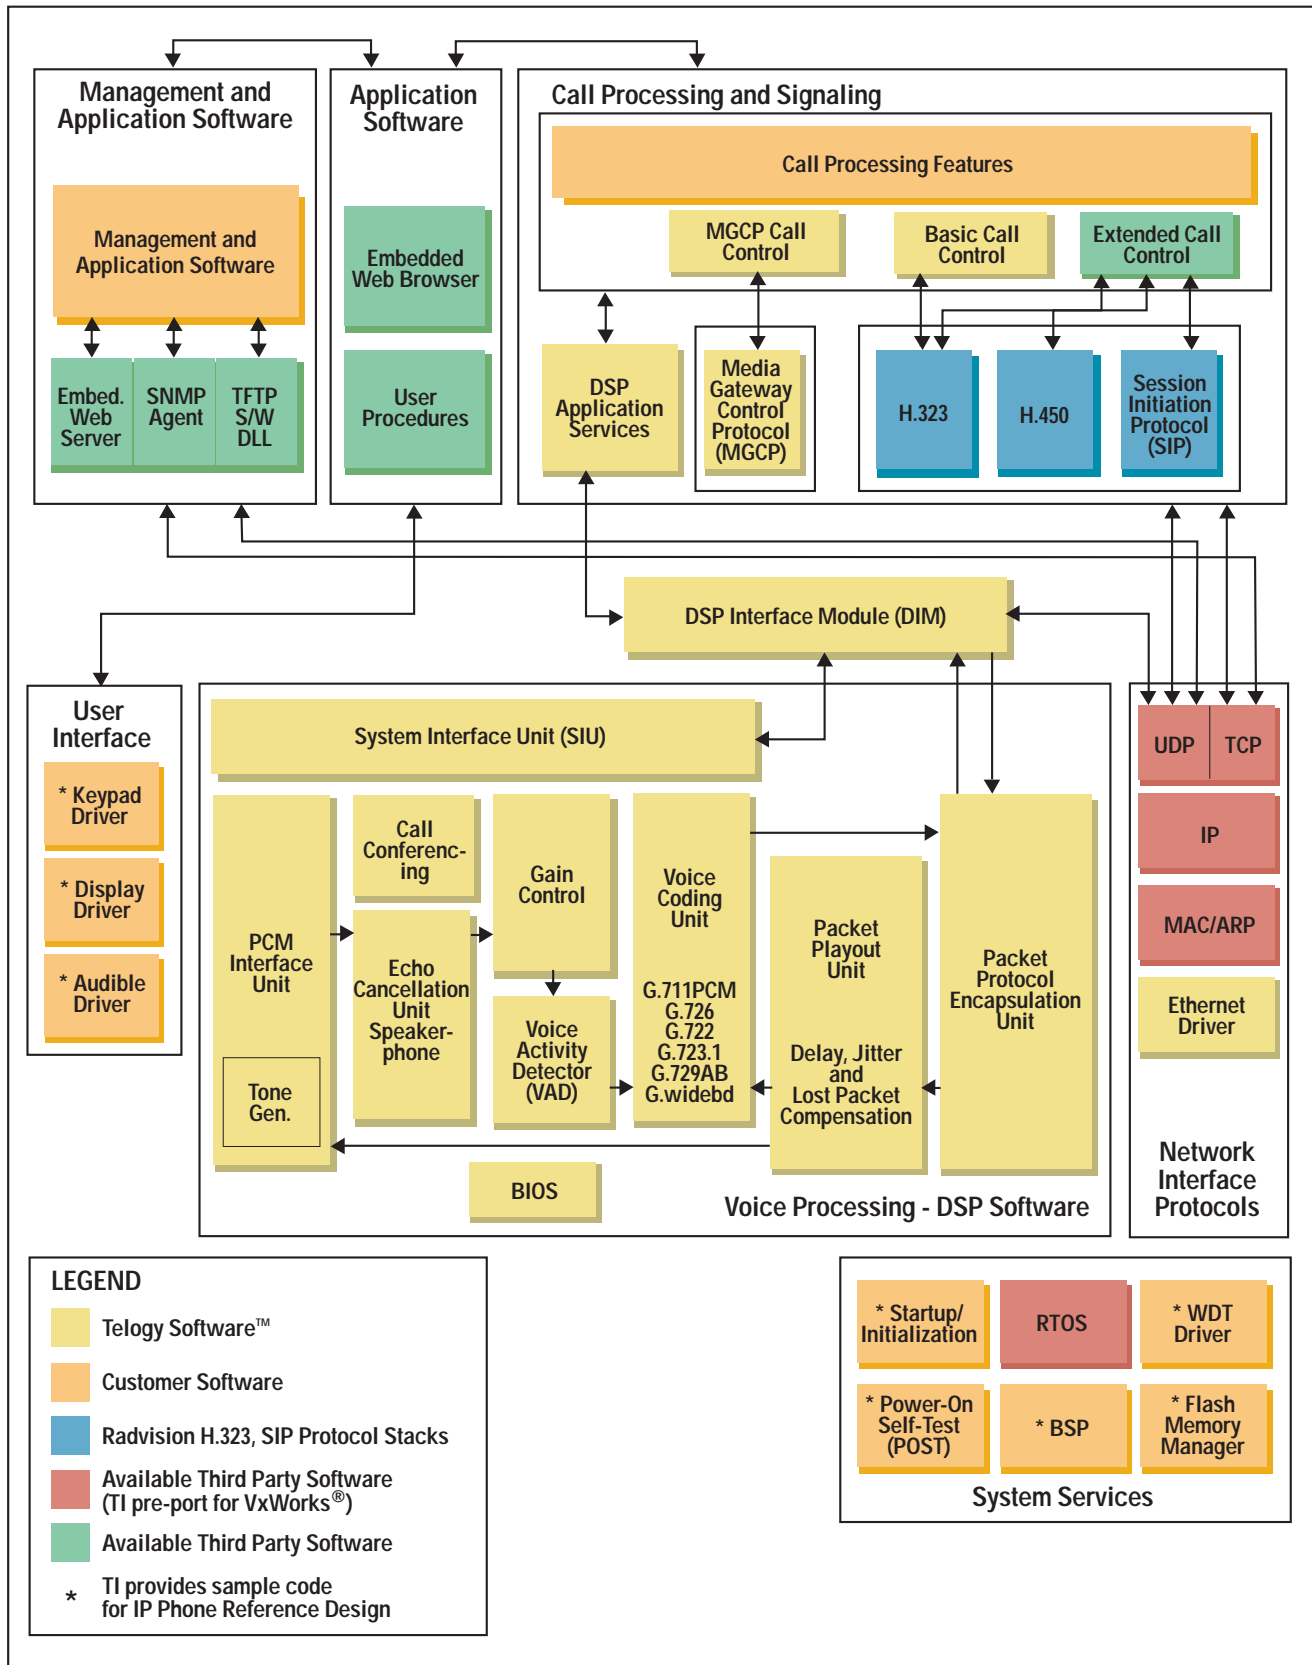 Management and
Application Software
Management and
Application Software
Embed.
Web
Server
SNMP
Agent
TFTP
S/W
DLL
Application
Software
Embedded
Web Browser
User
Procedures
Call Processing and Signaling
Call Processing Features
MGCP Call
Control
Basic Call
Control
Extended Call
Control
DSP
Application
Services
Media
Gateway
Control
Protocol
(MGCP)
H.323
H.450
Session
Initiation
Protocol
(SIP)
DSP Interface Module (DIM)
User
Interface
* Keypad
Driver
* Display
Driver
* Audible
Driver
System Interface Unit (SIU)
PCM
Interface
Unit
Tone
Gen.
Call
Conferenc-
ing
Echo
Cancellation
Unit
Speaker-
phone
Gain
Control
Voice
Activity
Detector
(VAD)
Voice
Coding
Unit
G.711PCM
G.726
G.722
G.723.1
G.729AB
G.widebd
Packet
Playout
Unit
Delay, Jitter
and
Lost Packet
Compensation
Packet
Protocol
Encapsulation
Unit
BIOS
Voice Processing - DSP Software
UDP
TCP
IP
MAC/ARP
Ethernet
Driver
Network
Interface
Protocols
LEGEND
Telogy Software™
Customer Software
Radvision H.323, SIP Protocol Stacks
Available Third Party Software
(TI pre-port for VxWorks®)
Available Third Party Software
* TI provides sample code
for IP Phone Reference Design
* Startup/
Initialization
RTOS
* WDT
Driver
* Power-On
Self-Test
(POST)
* BSP
* Flash
Memory
Manager
System Services